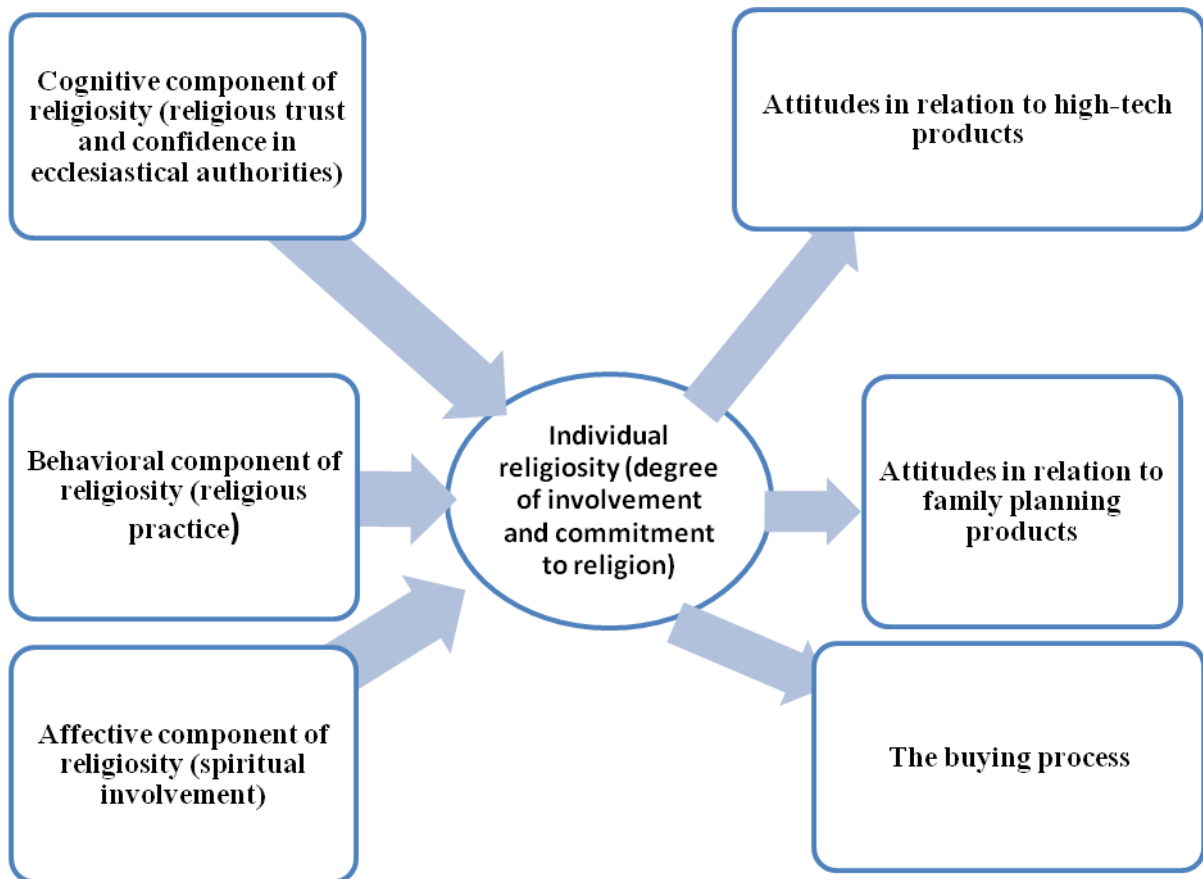 Cognitive component of
religiosity (religious trust
and confidence in
ecclesiastical authorities)
Behavioral component of
religiosity (religious
practice)
Affective component of
religiosity (spiritual
involvement)
Individual
religiosity (degree
of involvement
and commitment
to religion)
Attitudes in relation to high-tech
products
Attitudes in relation to
family planning
products
The buying process